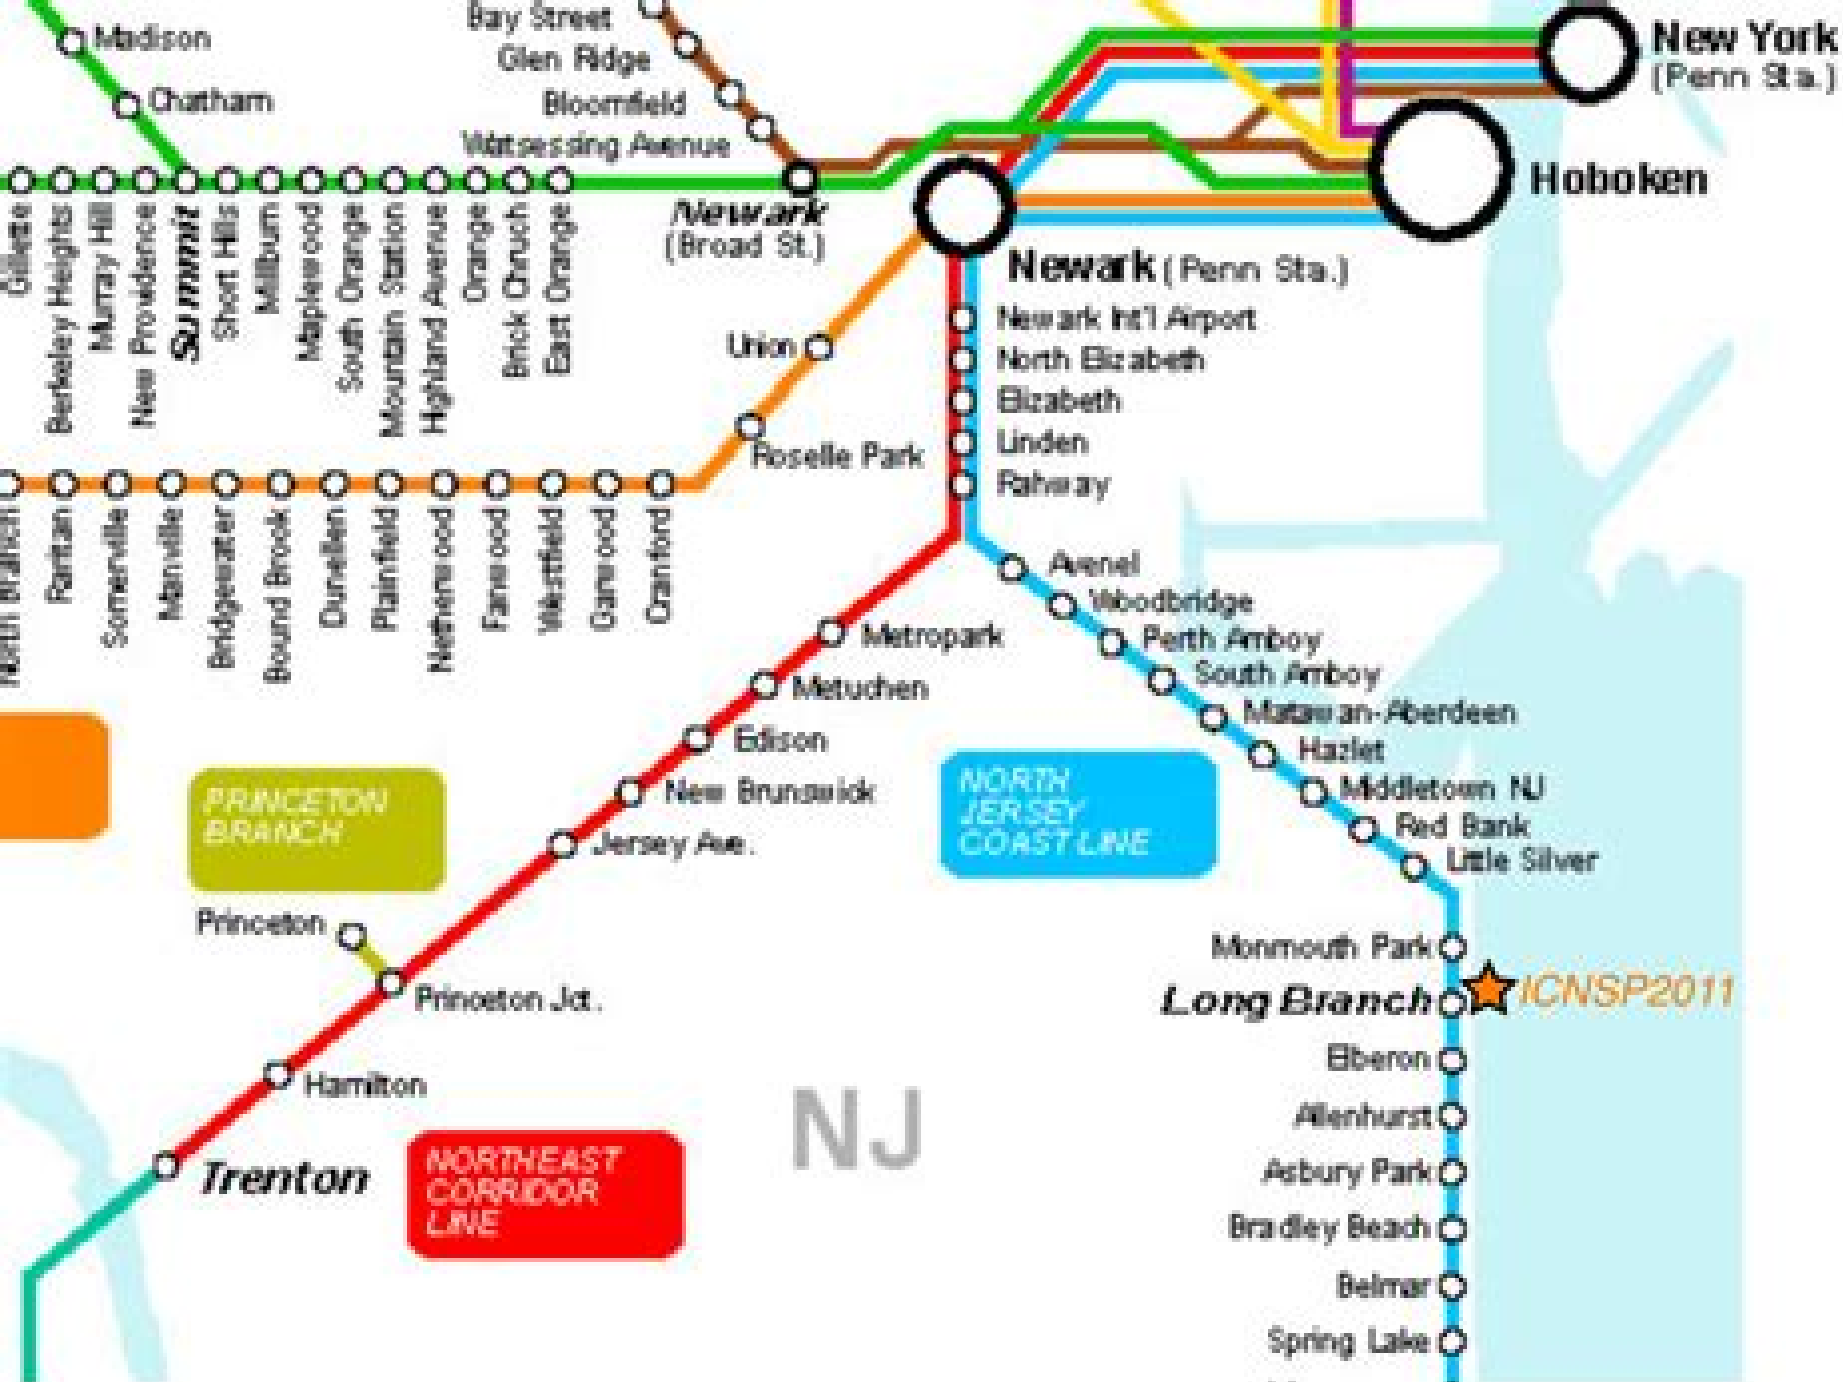 Madison
Chatham
Bay Street
Glen Ridge
Bloomfield
Watsessing Avenue
New York
(Penn Sta.)
Hoboken
Gillette
Berkeley Heights
Murray Hill
New Providence
Summit
Short Hills
Millburn
Maplewood
South Orange
Mountain Station
Highland Avenue
Orange
Brick Chruch
East Orange
Newark
(Broad St.)
Newark (Penn Sta.)
Newark Int'l Airport
North Elizabeth
Elizabeth
Linden
Rahway
Union
Roselle Park
North Branch
Raritan
Somerville
Manville
Bridgewater
Bound Brook
Dunellen
Plainfield
Netherwood
Fanwood
Westfield
Garwood
Cranford
Avenel
Woodbridge
Perth Amboy
South Amboy
Matawan-Aberdeen
Hazlet
Middletown NJ
Red Bank
Little Silver
Metropark
Metuchen
Edison
New Brunswick
Jersey Ave.
PRINCETON
BRANCH
NORTH
JERSEY
COAST LINE
Princeton
Princeton Jct.
Hamilton
Trenton
NORTHEAST
CORRIDOR
LINE
NJ
Monmouth Park
Long Branch
ICNSP2011
Elberon
Allenhurst
Asbury Park
Bradley Beach
Belmar
Spring Lake